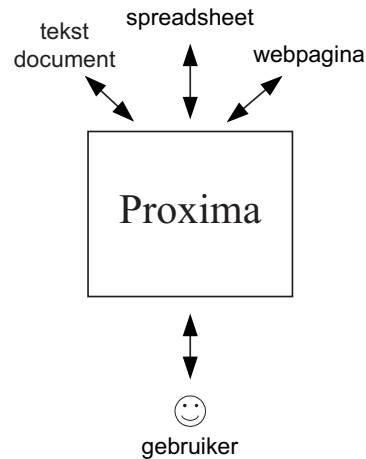 spreadsheet
tekst
document
webpagina
Proxima
gebruiker